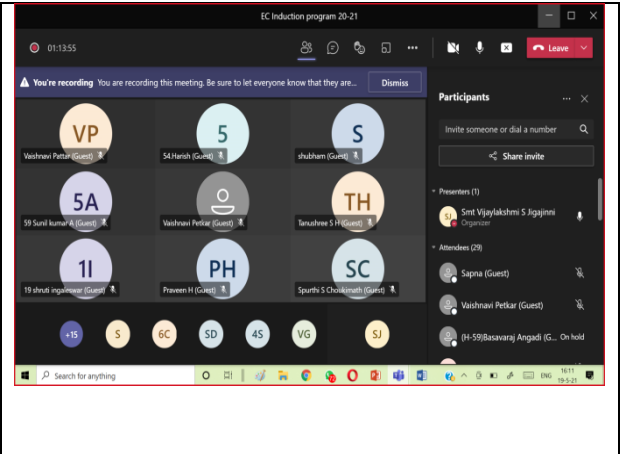 EC Induction program 20-21
01:13:55
Leave
You're recording You are recording this meeting. Be sure to let everyone know that they are... Dismiss
Participants
Invite someone or dial a number
Share invite
Presenters (1)
Smt Vijaylakshmi S Jigajinni
Organizer
Attendees (29)
Sapna (Guest)
Vaishnavi Petkar (Guest)
(H-59)Basavaraj Angadi (G... On hold
VP
Vaishnavi Pattar (Guest)
5
54.Harish (Guest)
S
shubham (Guest)
5A
59 Sunil kumar A (Guest)
Vaishnavi Petkar (Guest)
TH
Tanushree S H (Guest)
1I
19 shruti ingaleswar (Guest)
PH
Praveen H (Guest)
SC
Spurthi S Choukimath (Guest)
+15
S
6C
SD
4S
VG
SJ
SJ
Search for anything
ENG
16:11
19-5-21